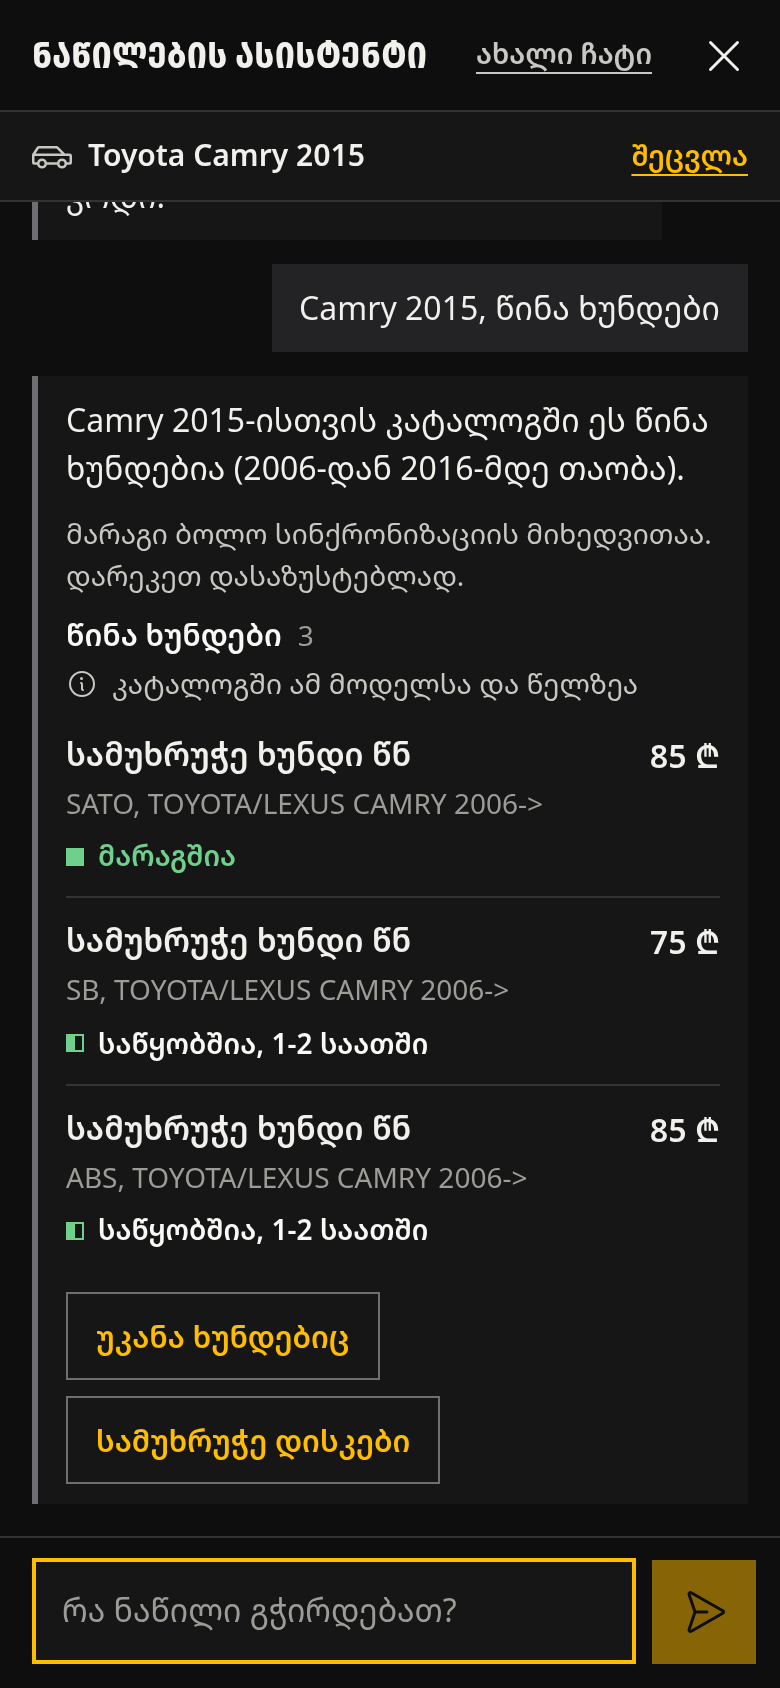 ნაწილების ასისტენტი
ახალი ჩატი
Toyota Camry 2015
შეცვლა
Camry 2015, წინა ხუნდები
Camry 2015-ისთვის კატალოგში ეს წინა
ხუნდებია (2006-დან 2016-მდე თაობა).
მარაგი ბოლო სინქრონიზაციის მიხედვითაა.
დარეკეთ დასაზუსტებლად.
წინა ხუნდები 3
კატალოგში ამ მოდელსა და წელზეა
სამუხრუჭე ხუნდი წნ
85 ₾
SATO, TOYOTA/LEXUS CAMRY 2006->
მარაგშია
სამუხრუჭე ხუნდი წნ
75 ₾
SB, TOYOTA/LEXUS CAMRY 2006->
საწყობშია, 1-2 საათში
სამუხრუჭე ხუნდი წნ
85 ₾
ABS, TOYOTA/LEXUS CAMRY 2006->
საწყობშია, 1-2 საათში
უკანა ხუნდებიც
სამუხრუჭე დისკები
რა ნაწილი გჭირდებათ?